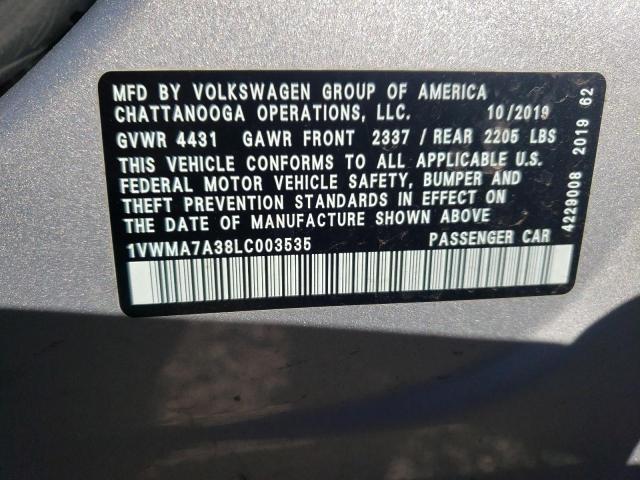 MFD BY VOLKSWAGEN GROUP OF AMERICA
CHATTANOOGA OPERATIONS, LLC. 10/2019
GVWR 4431 GAWR FRONT 2337 / REAR 2205 LBS
THIS VEHICLE CONFORMS TO ALL APPLICABLE U.S.
FEDERAL MOTOR VEHICLE SAFETY, BUMPER AND
THEFT PREVENTION STANDARDS IN EFFECT ON
THE DATE OF MANUFACTURE SHOWN ABOVE
1VWMA7A38LC003535 PASSENGER CAR
4229008 2019 62